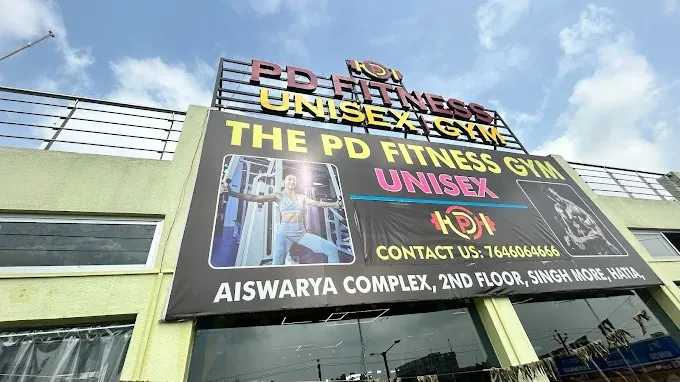 PD FITNESS
UNISEX GYM
THE PD FITNESS GYM
UNISEX
PD
CONTACT US: 7646064666
AISWARYA COMPLEX, 2ND FLOOR, SINGH MORE, HATIA,